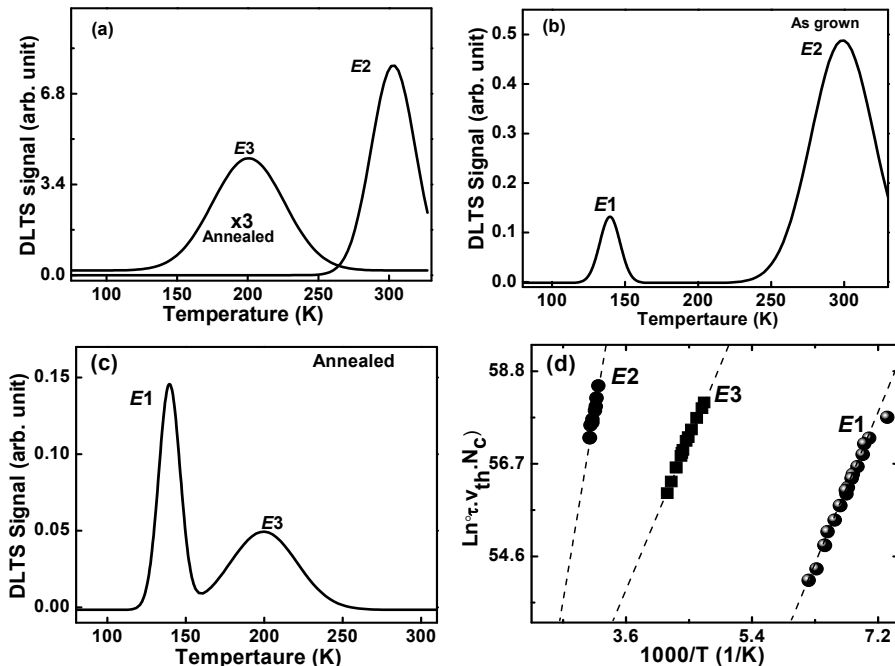 (a)
E2
E3
x3
Annealed
6.8
3.4
0.0
DLTS signal (arb. unit)
100 150 200 250 300
Temperature (K)
(b)
As grown
E2
E1
0.5
0.4
0.3
0.2
0.1
0.0
DLTS Signal (arb. unit)
100 150 200 250 300
Tempertaure (K)
(c)
Annealed
E1
E3
0.15
0.10
0.05
0.00
DLTS Signal (arb. unit)
100 150 200 250 300
Tempertaure (K)
(d)
E2
E3
E1
58.8
56.7
54.6
Ln°τ.vth.NC)
3.6 5.4 7.2
1000/T (1/K)